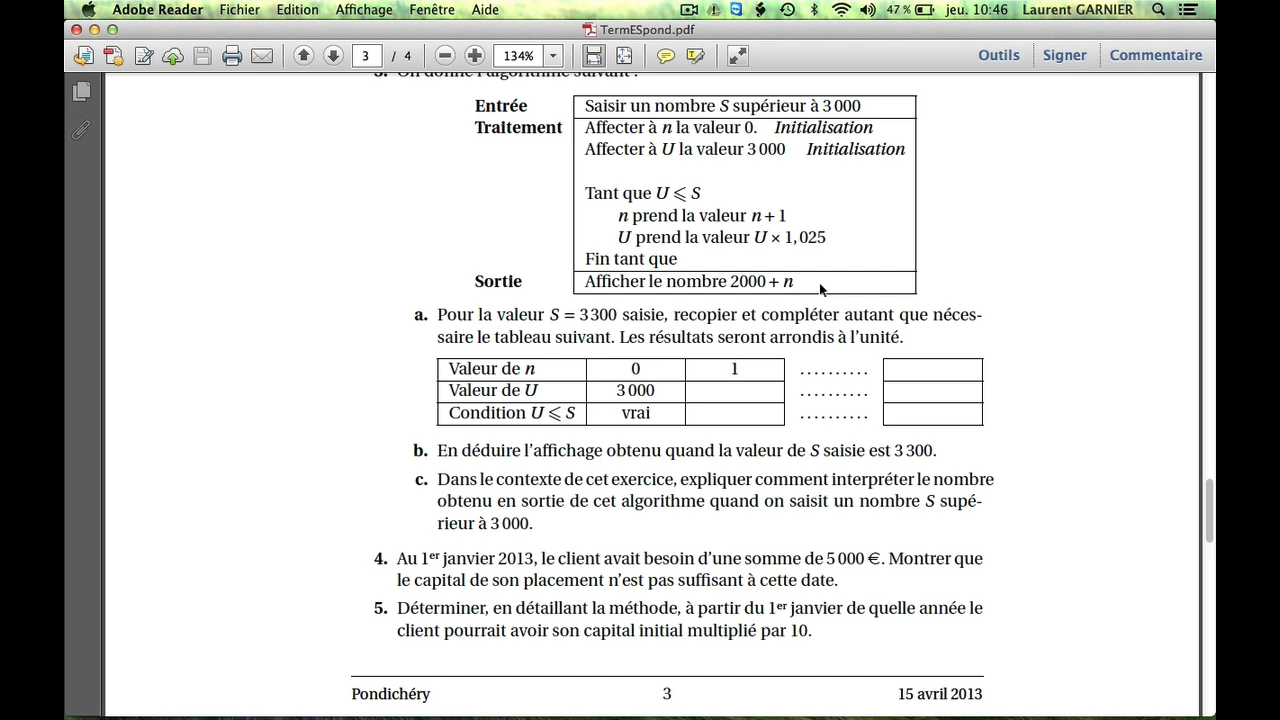 Adobe Reader Fichier Edition Affichage Fenêtre Aide 47 % jeu. 10:46 Laurent GARNIER
TermESpond.pdf
3 / 4 134% Outils Signer Commentaire
3. On donne l'algorithme suivant :
Entrée Saisir un nombre S supérieur à 3 000
Traitement Affecter à n la valeur 0. Initialisation
Affecter à U la valeur 3 000 Initialisation
Tant que U ⩽ S
n prend la valeur n + 1
U prend la valeur U × 1,025
Fin tant que
Sortie Afficher le nombre 2000 + n
a. Pour la valeur S = 3 300 saisie, recopier et compléter autant que néces-
saire le tableau suivant. Les résultats seront arrondis à l'unité.
Valeur de n 0 1 ..........
Valeur de U 3 000 ..........
Condition U ⩽ S vrai ..........
b. En déduire l'affichage obtenu quand la valeur de S saisie est 3 300.
c. Dans le contexte de cet exercice, expliquer comment interpréter le nombre
obtenu en sortie de cet algorithme quand on saisit un nombre S supé-
rieur à 3 000.
4. Au 1er janvier 2013, le client avait besoin d'une somme de 5 000 €. Montrer que
le capital de son placement n'est pas suffisant à cette date.
5. Déterminer, en détaillant la méthode, à partir du 1er janvier de quelle année le
client pourrait avoir son capital initial multiplié par 10.
Pondichéry 3 15 avril 2013